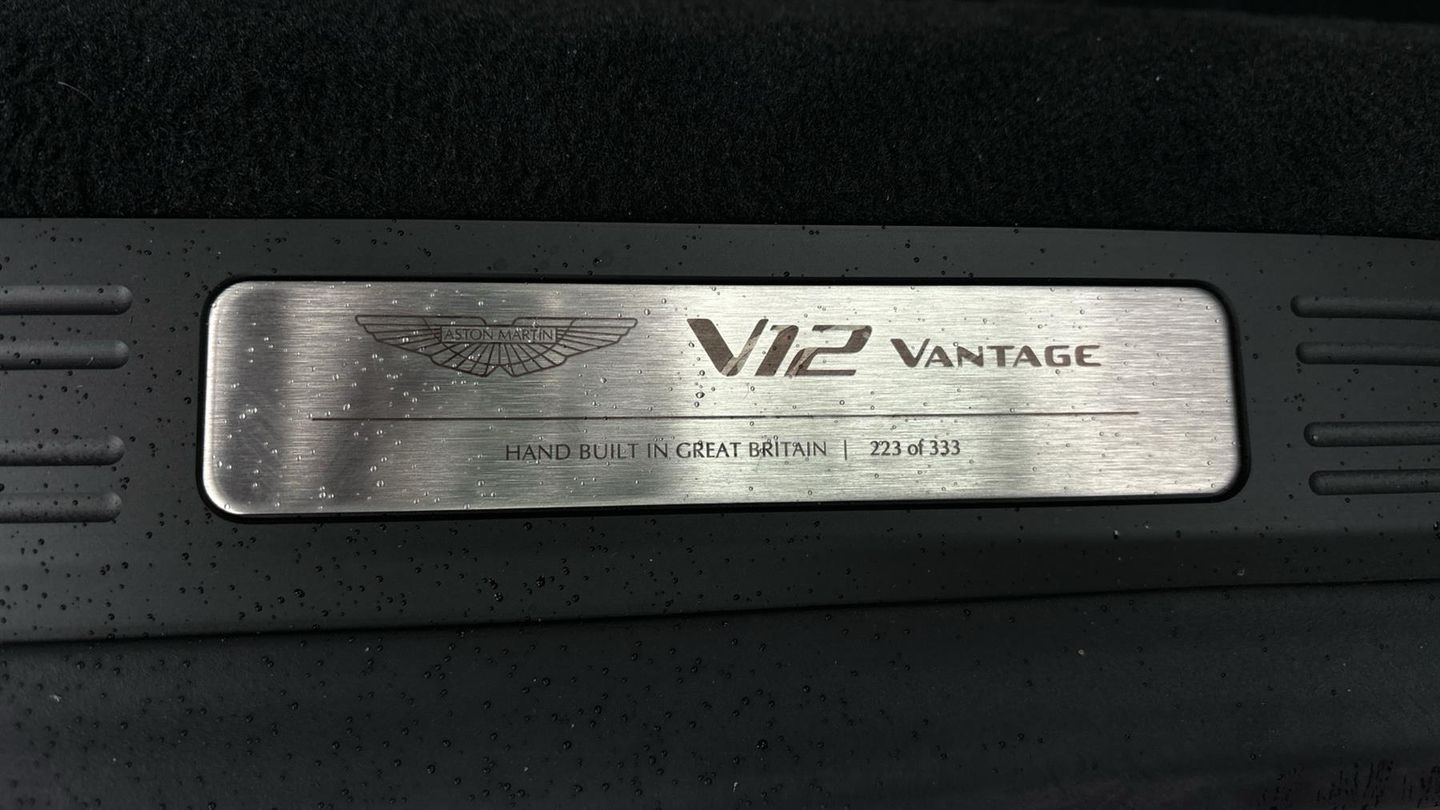 ASTON MARTIN V12 VANTAGE
HAND BUILT IN GREAT BRITAIN | 223 of 333